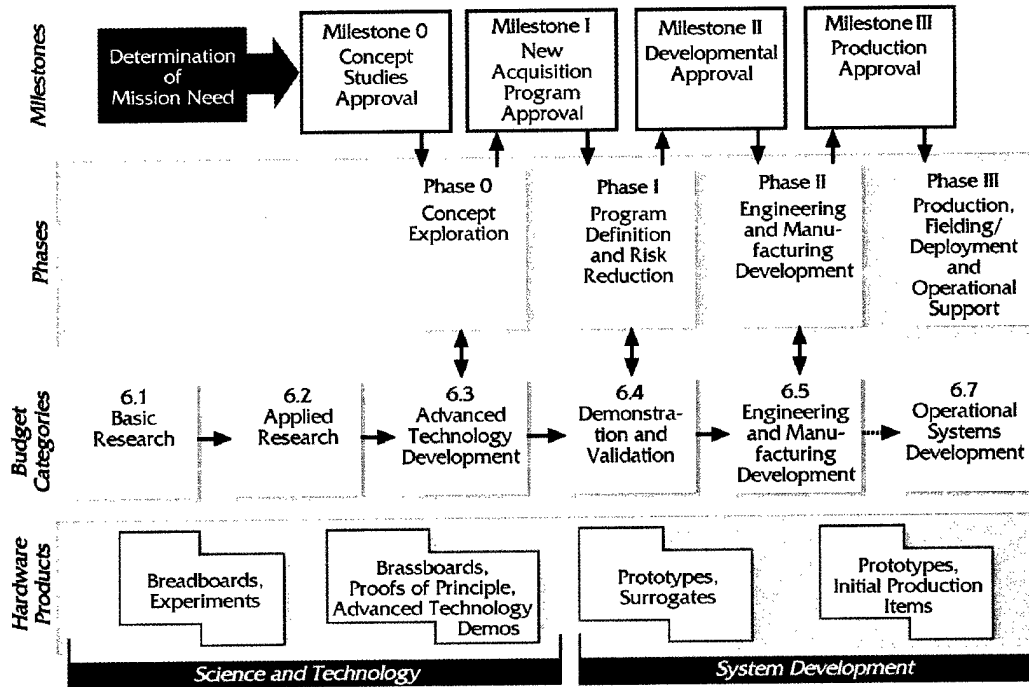 Milestones
Determination
of
Mission Need
Milestone 0
Concept
Studies
Approval
Milestone I
New
Acquisition
Program
Approval
Milestone II
Developmental
Approval
Milestone III
Production
Approval
Phases
Phase 0
Concept
Exploration
Phase I
Program
Definition
and Risk
Reduction
Phase II
Engineering
and Manu-
facturing
Development
Phase III
Production,
Fielding/
Deployment
and
Operational
Support
Budget
Categories
6.1
Basic
Research
6.2
Applied
Research
6.3
Advanced
Technology
Development
6.4
Demonstra-
tion and
Validation
6.5
Engineering
and Manu-
facturing
Development
6.7
Operational
Systems
Development
Hardware
Products
Breadboards,
Experiments
Brassboards,
Proofs of Principle,
Advanced Technology
Demos
Prototypes,
Surrogates
Prototypes,
Initial Production
Items
Science and Technology
System Development